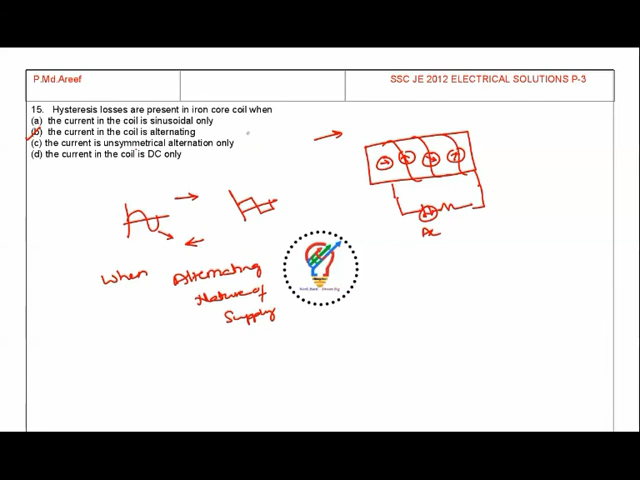 P.Md.Areef
SSC JE 2012 ELECTRICAL SOLUTIONS P-3
15. Hysteresis losses are present in iron core coil when
(a) the current in the coil is sinusoidal only
(b) the current in the coil is alternating
(c) the current is unsymmetrical alternation only
(d) the current in the coil is DC only
AC
When Alternating
Nature of
Supply